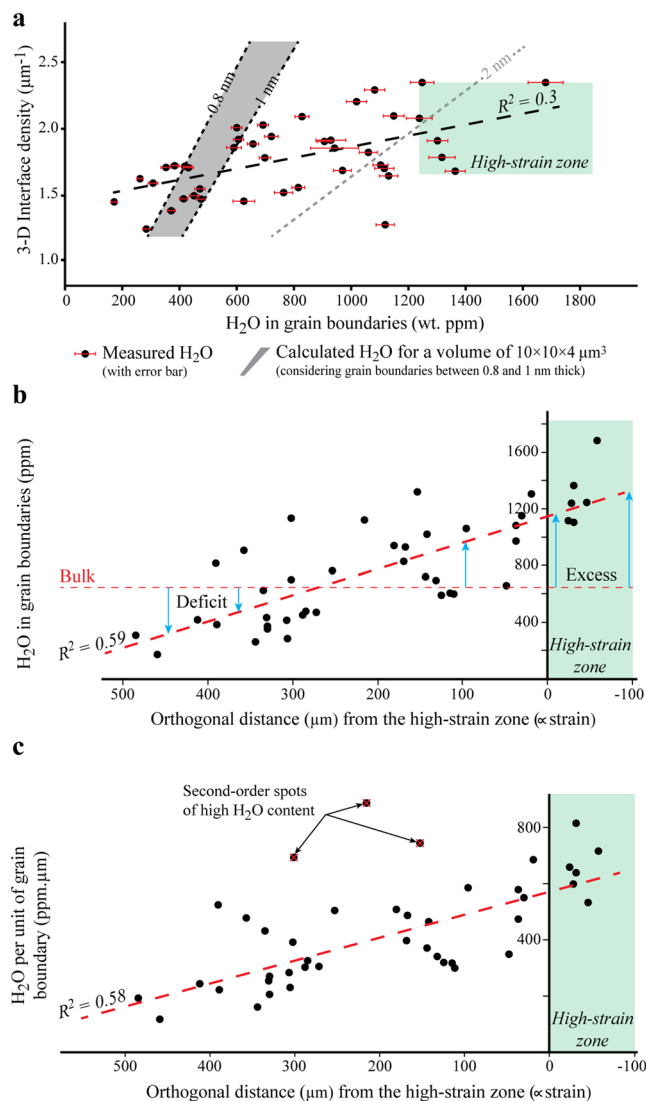 a
3-D Interface density (μm-1)
2.5
2.0
1.5
1.0
0.8 nm
1 nm
2 nm
R2 = 0.3
High-strain zone
0 200 400 600 800 1000 1200 1400 1600 1800
H2O in grain boundaries (wt. ppm)
Measured H2O
(with error bar)
Calculated H2O for a volume of 10×10×4 μm3
(considering grain boundaries between 0.8 and 1 nm thick)
b
H2O in grain boundaries (ppm)
1600
1200
800
400
Bulk
Deficit
Excess
R2 = 0.59
High-strain
zone
500 400 300 200 100 0 -100
Orthogonal distance (μm) from the high-strain zone (∝strain)
c
Second-order spots
of high H2O content
H2O per unit of grain
boundary (ppm.μm)
800
400
R2 = 0.58
High-strain
zone
500 400 300 200 100 0 -100
Orthogonal distance (μm) from the high-strain zone (∝strain)